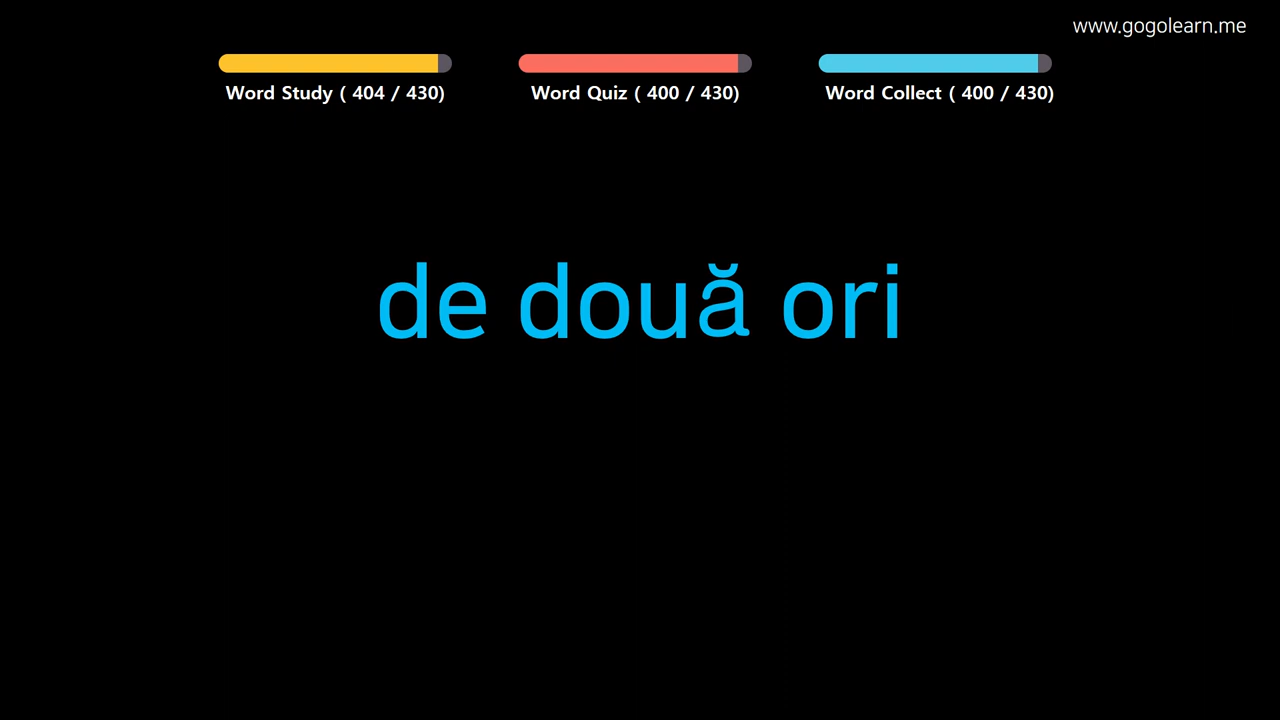 www.gogolearn.me
Word Study ( 404 / 430)
Word Quiz ( 400 / 430)
Word Collect ( 400 / 430)
de două ori